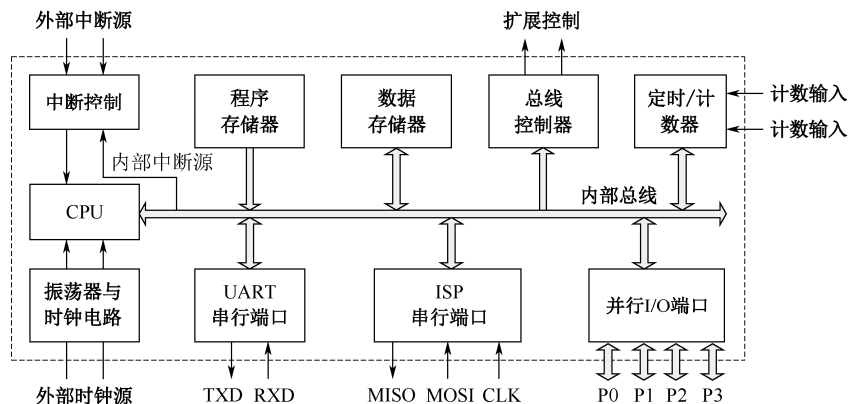 外部中断源
扩展控制
中断控制
程序
存储器
数据
存储器
总线
控制器
定时/计
数器
计数输入
计数输入
内部中断源
内部总线
CPU
振荡器与
时钟电路
UART
串行端口
ISP
串行端口
并行I/O端口
外部时钟源
TXD
RXD
MISO
MOSI
CLK
P0
P1
P2
P3